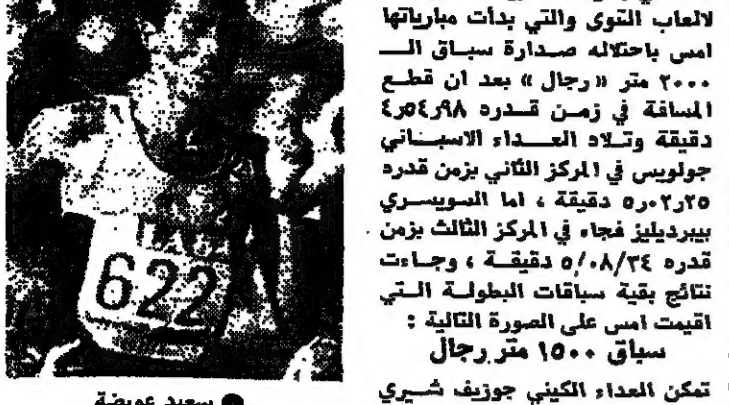 لالعاب القوى والتي بدأت مبارياتها
امس باحتلاله صدارة سباق الـ
٢٠٠٠ متر «رجال» بعد ان قطع
المسافة في زمن قدره ٤٫٥٤٫٩٨
دقيقة وتلاه العداء الاسباني
جولويس في المركز الثاني بزمن قدره
٥٫٠٢٫٢٥ دقيقة ، اما السويسري
بيرديليز فجاء في المركز الثالث بزمن
قدره ٥/٠٨/٣٤ دقيقة ، وجاءت
نتائج بقية سباقات البطولة التي
اقيمت امس على الصورة التالية :
سباق ١٥٠٠ متر رجال
تمكن العداء الكيني جوزيف شيري
622
● سعيد عويضة